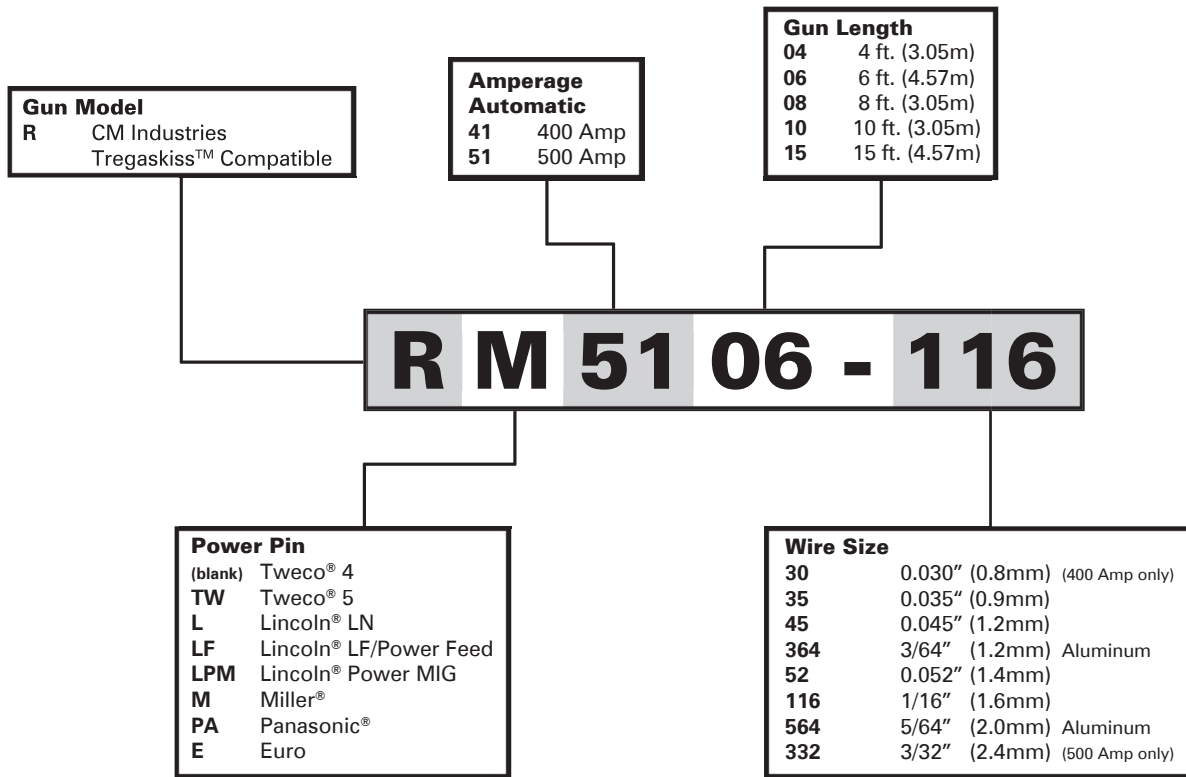 Gun Model
R CM Industries
Tregaskiss™ Compatible
Amperage
Automatic
41 400 Amp
51 500 Amp
Gun Length
04 4 ft. (3.05m)
06 6 ft. (4.57m)
08 8 ft. (3.05m)
10 10 ft. (3.05m)
15 15 ft. (4.57m)
R M 51 06 - 116
Power Pin
(blank) Tweco® 4
TW Tweco® 5
L Lincoln® LN
LF Lincoln® LF/Power Feed
LPM Lincoln® Power MIG
M Miller®
PA Panasonic®
E Euro
Wire Size
30 0.030” (0.8mm) (400 Amp only)
35 0.035“ (0.9mm)
45 0.045” (1.2mm)
364 3/64” (1.2mm) Aluminum
52 0.052” (1.4mm)
116 1/16” (1.6mm)
564 5/64” (2.0mm) Aluminum
332 3/32” (2.4mm) (500 Amp only)